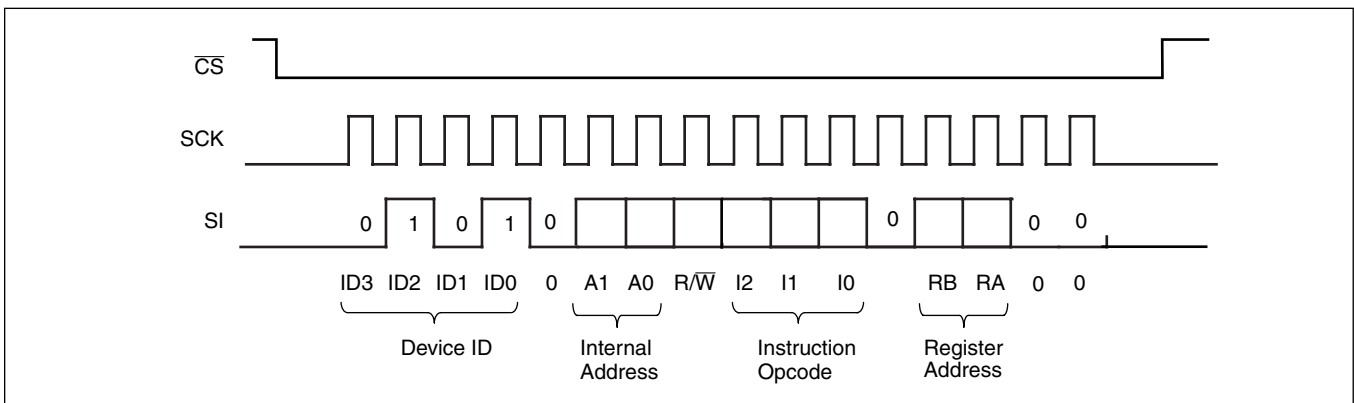 CS
SCK
SI 0 1 0 1 0 0 0 0
ID3 ID2 ID1 ID0 0 A1 A0 R/W I2 I1 I0 RB RA 0 0
Device ID Internal Address Instruction Opcode Register Address